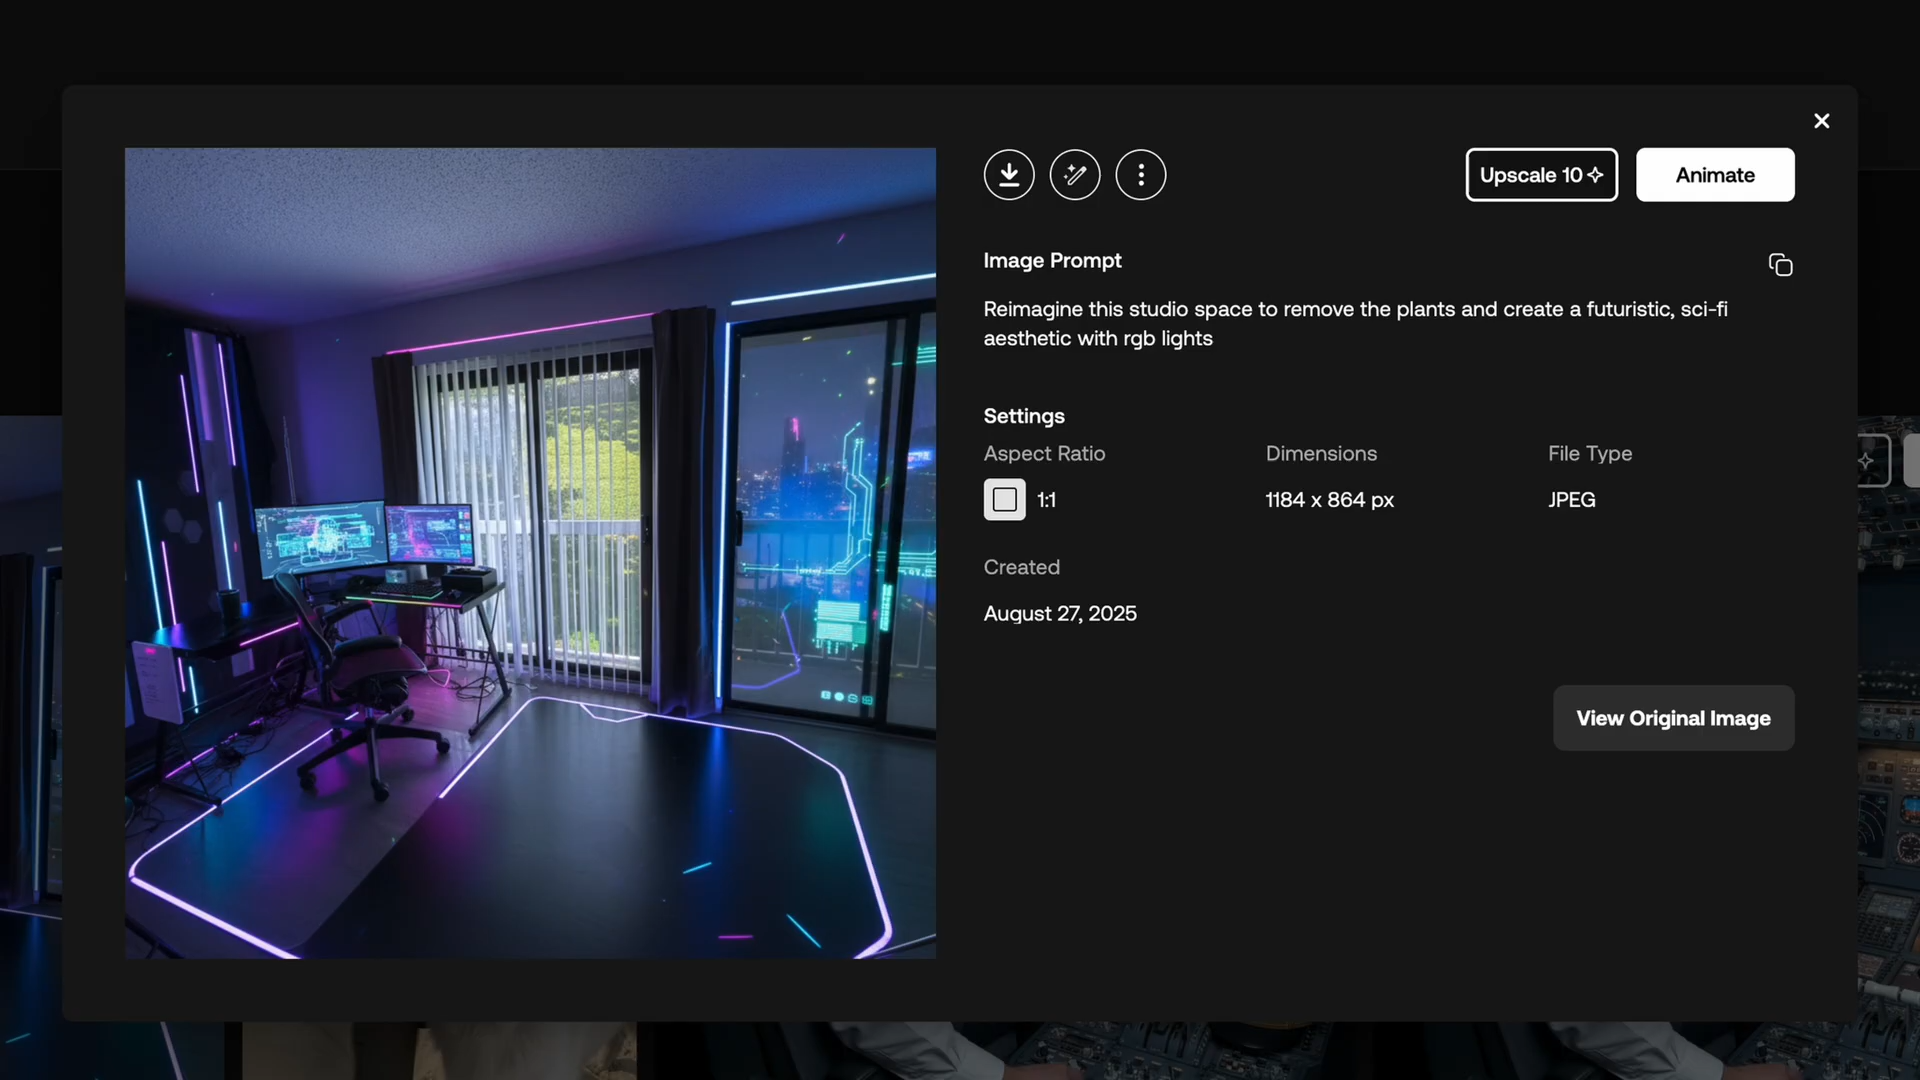 Upscale 10
Animate
Image Prompt
Reimagine this studio space to remove the plants and create a futuristic, sci-fi
aesthetic with rgb lights
Settings
Aspect Ratio
Dimensions
File Type
1:1
1184 x 864 px
JPEG
Created
August 27, 2025
View Original Image